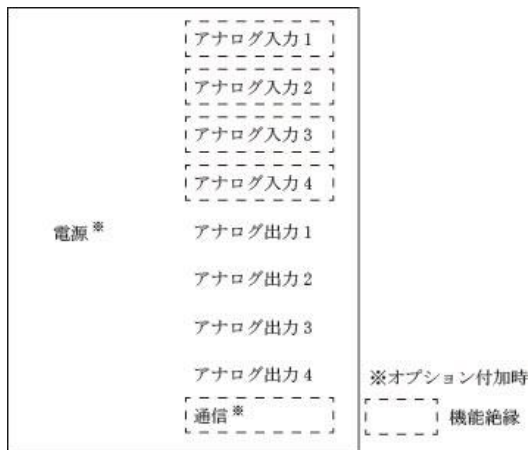 アナログ入力 1
アナログ入力 2
アナログ入力 3
アナログ入力 4
電源※ アナログ出力 1
アナログ出力 2
アナログ出力 3
アナログ出力 4 ※オプション付加時
通信※ 機能絶縁